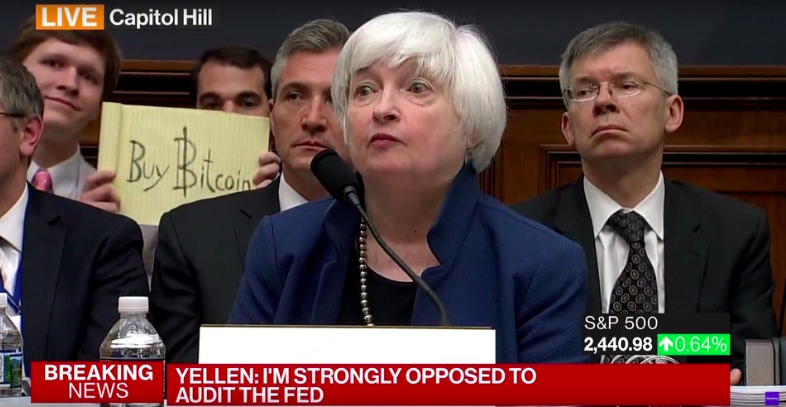 LIVE Capitol Hill
Buy Bitcoin
S&P 500
2,440.98 0.64%
BREAKING
NEWS
YELLEN: I'M STRONGLY OPPOSED TO
AUDIT THE FED